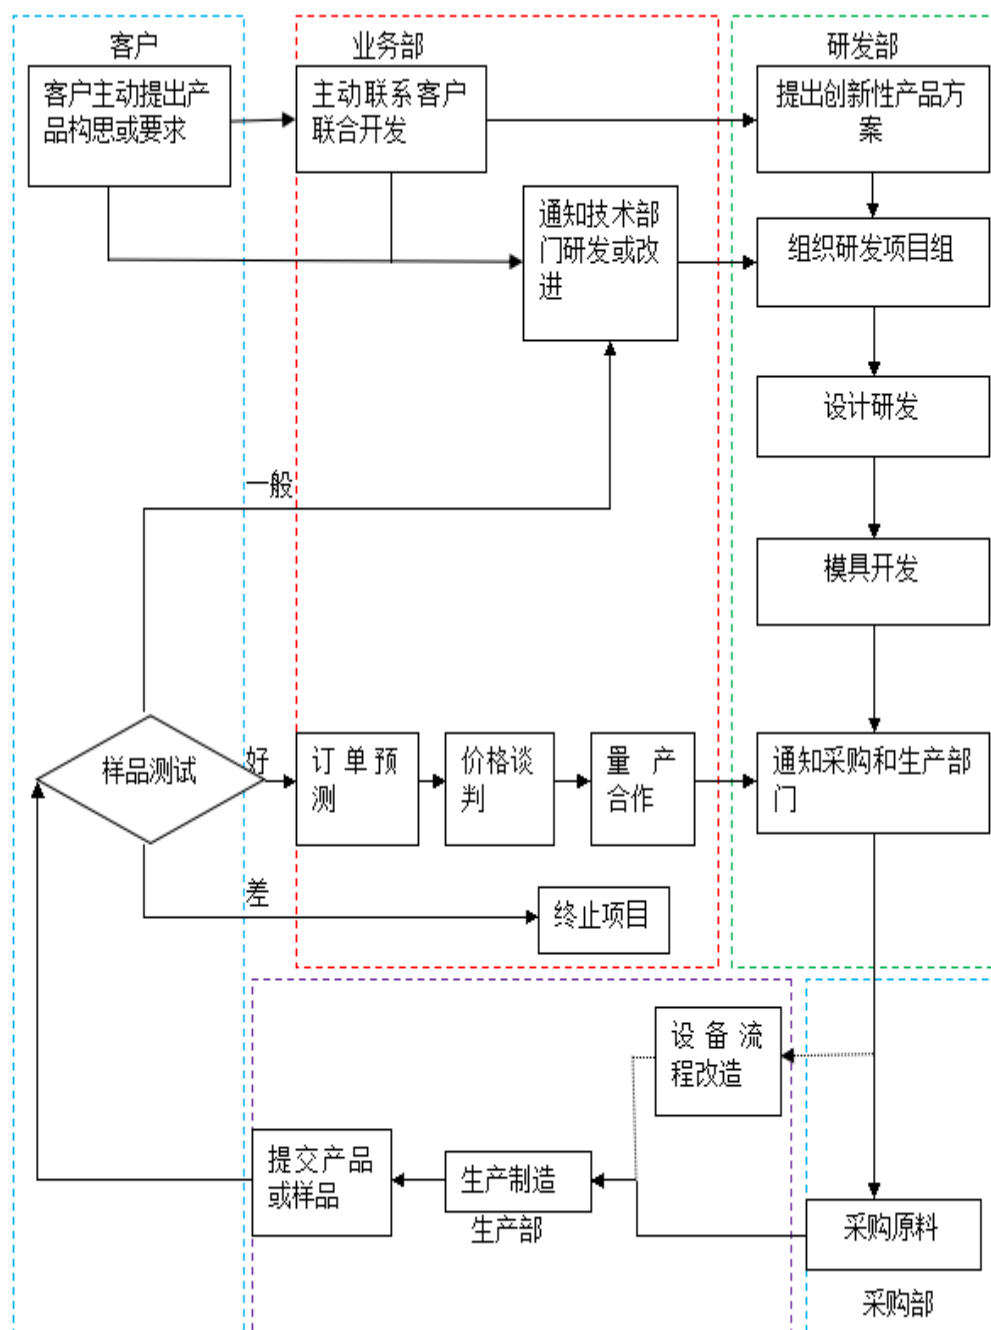 客户
业务部
研发部
客户主动提出产
品构思或要求
主动联系客户
联合开发
提出创新性产品方
案
通知技术部
门研发或改
进
组织研发项目组
设计研发
一般
模具开发
样品测试
好
订单预
测
价格谈
判
量产
合作
通知采购和生产部
门
差
终止项目
设备流
程改造
提交产品
或样品
生产制造
生产部
采购原料
采购部